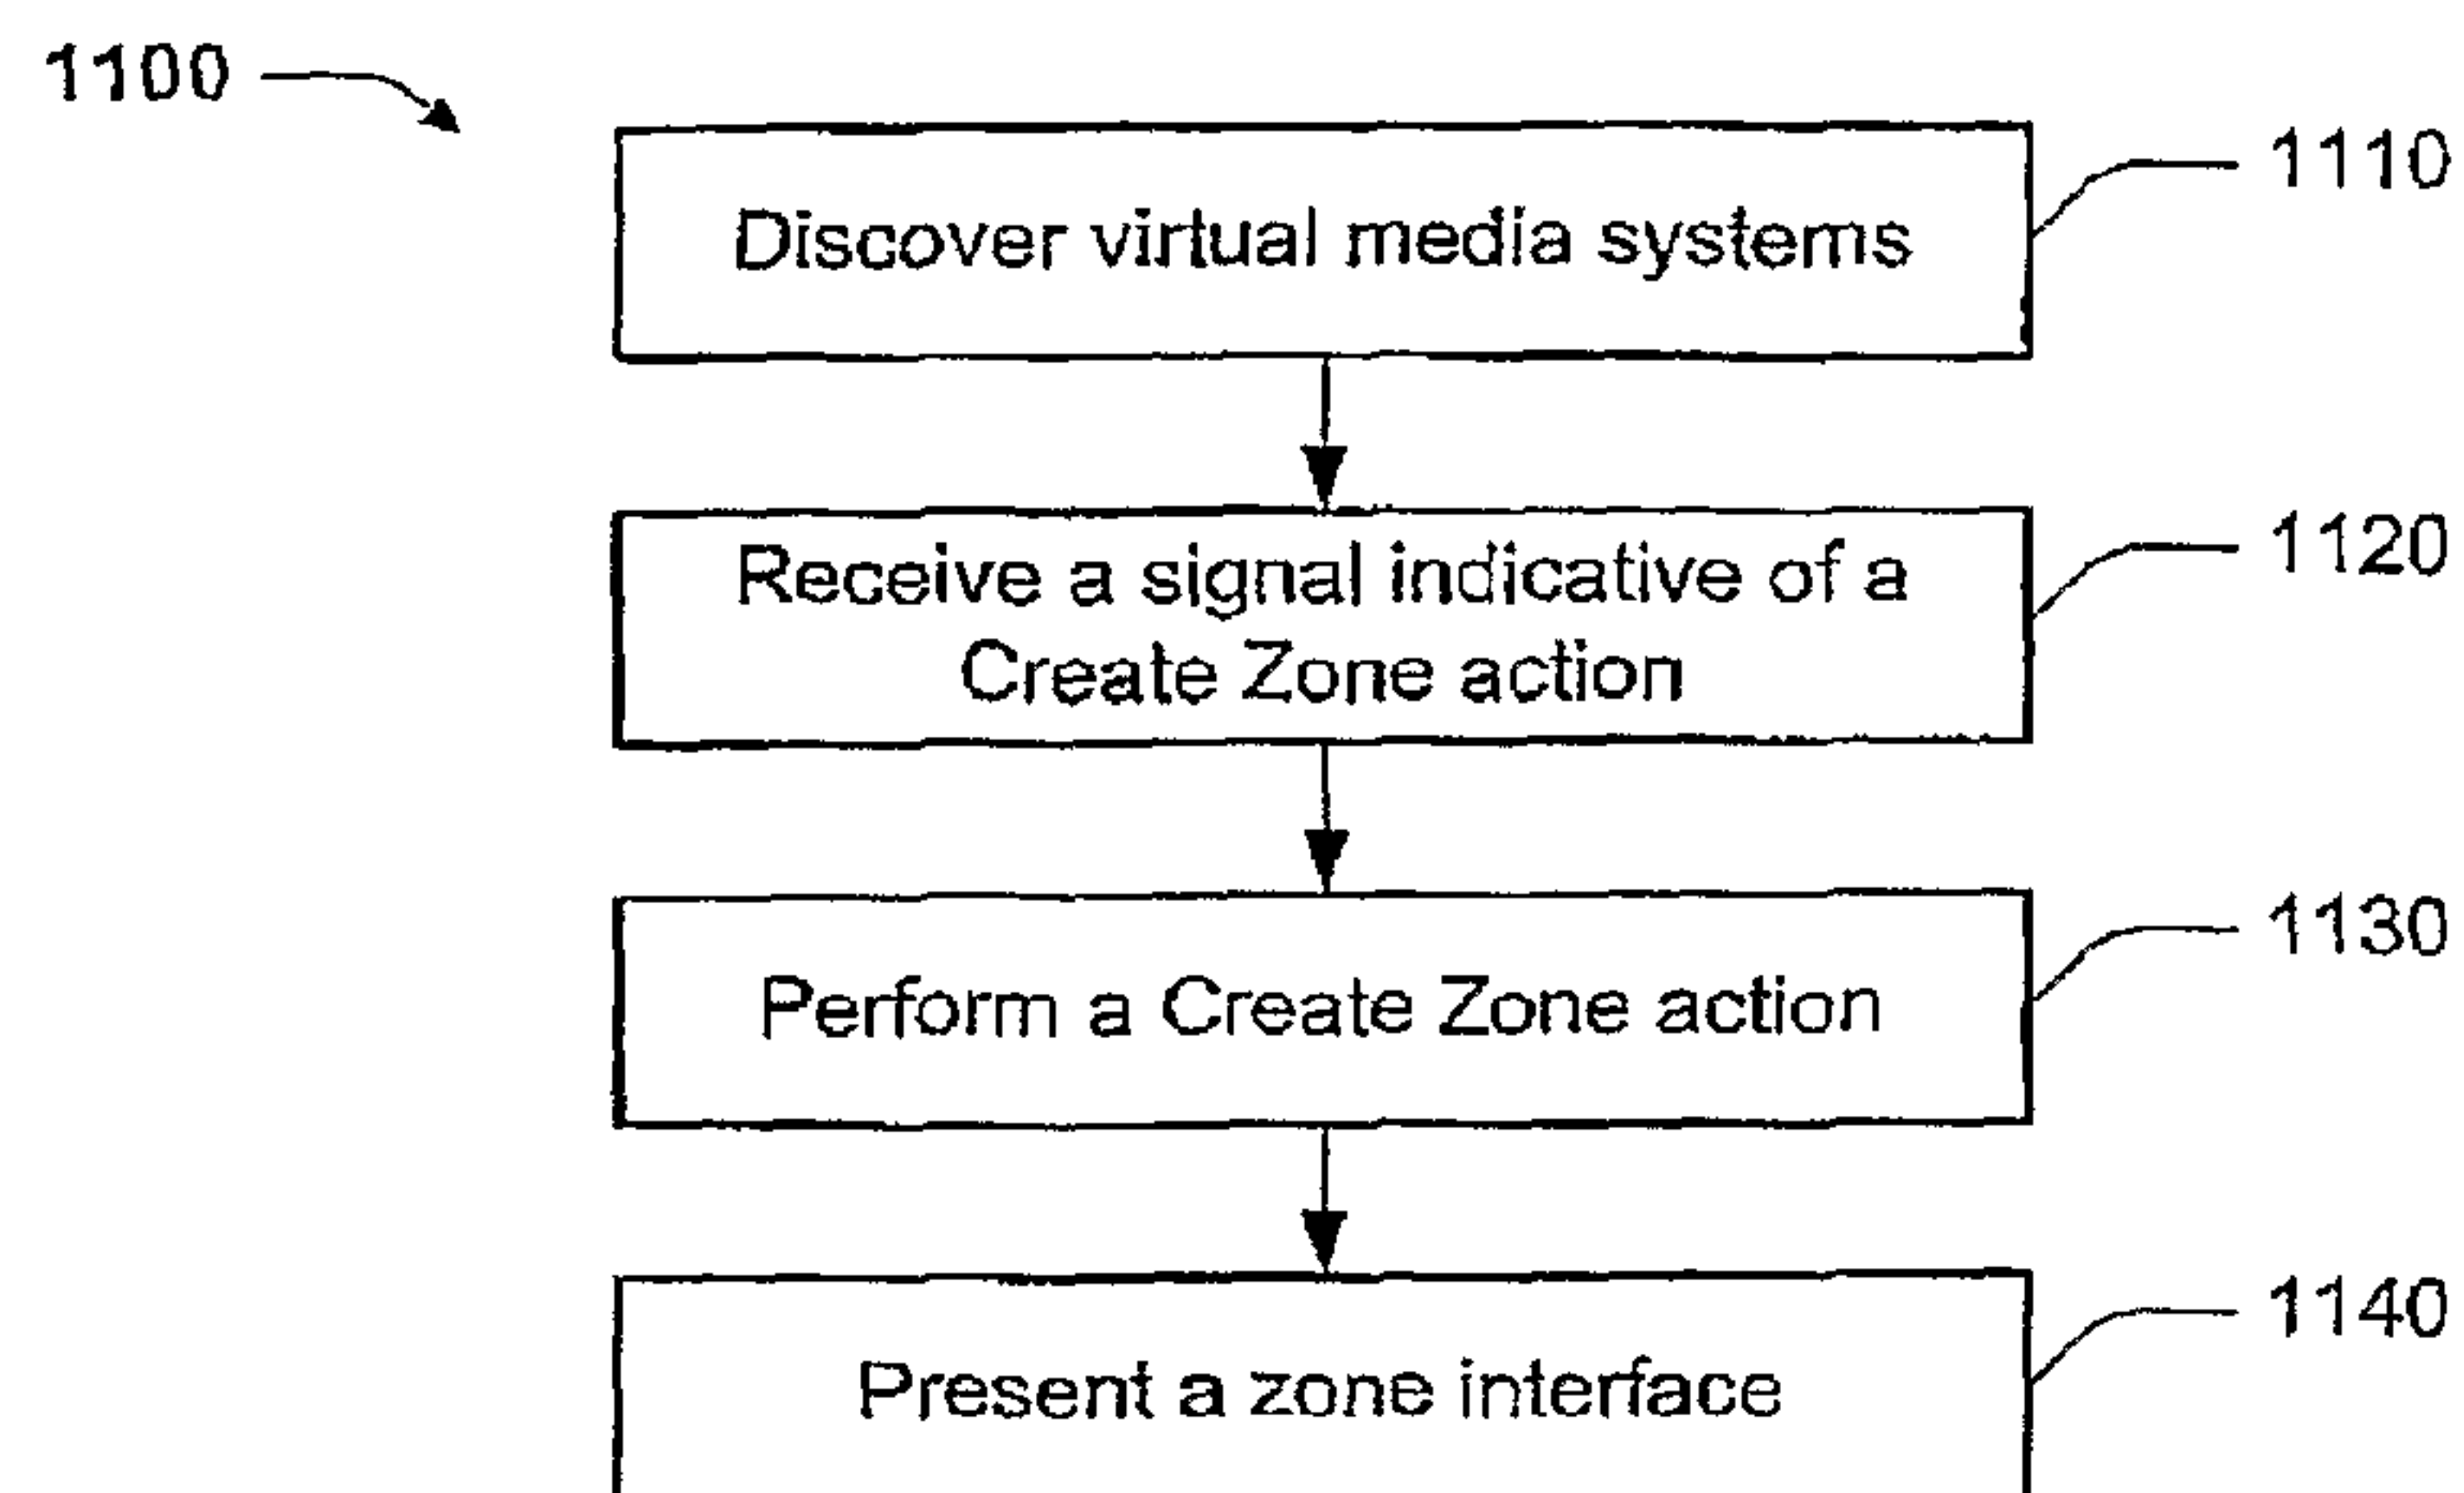 1100
Discover virtual media systems
1110
Receive a signal indicative of a
Create Zone action
1120
Perform a Create Zone action
1130
Present a zone interface
1140